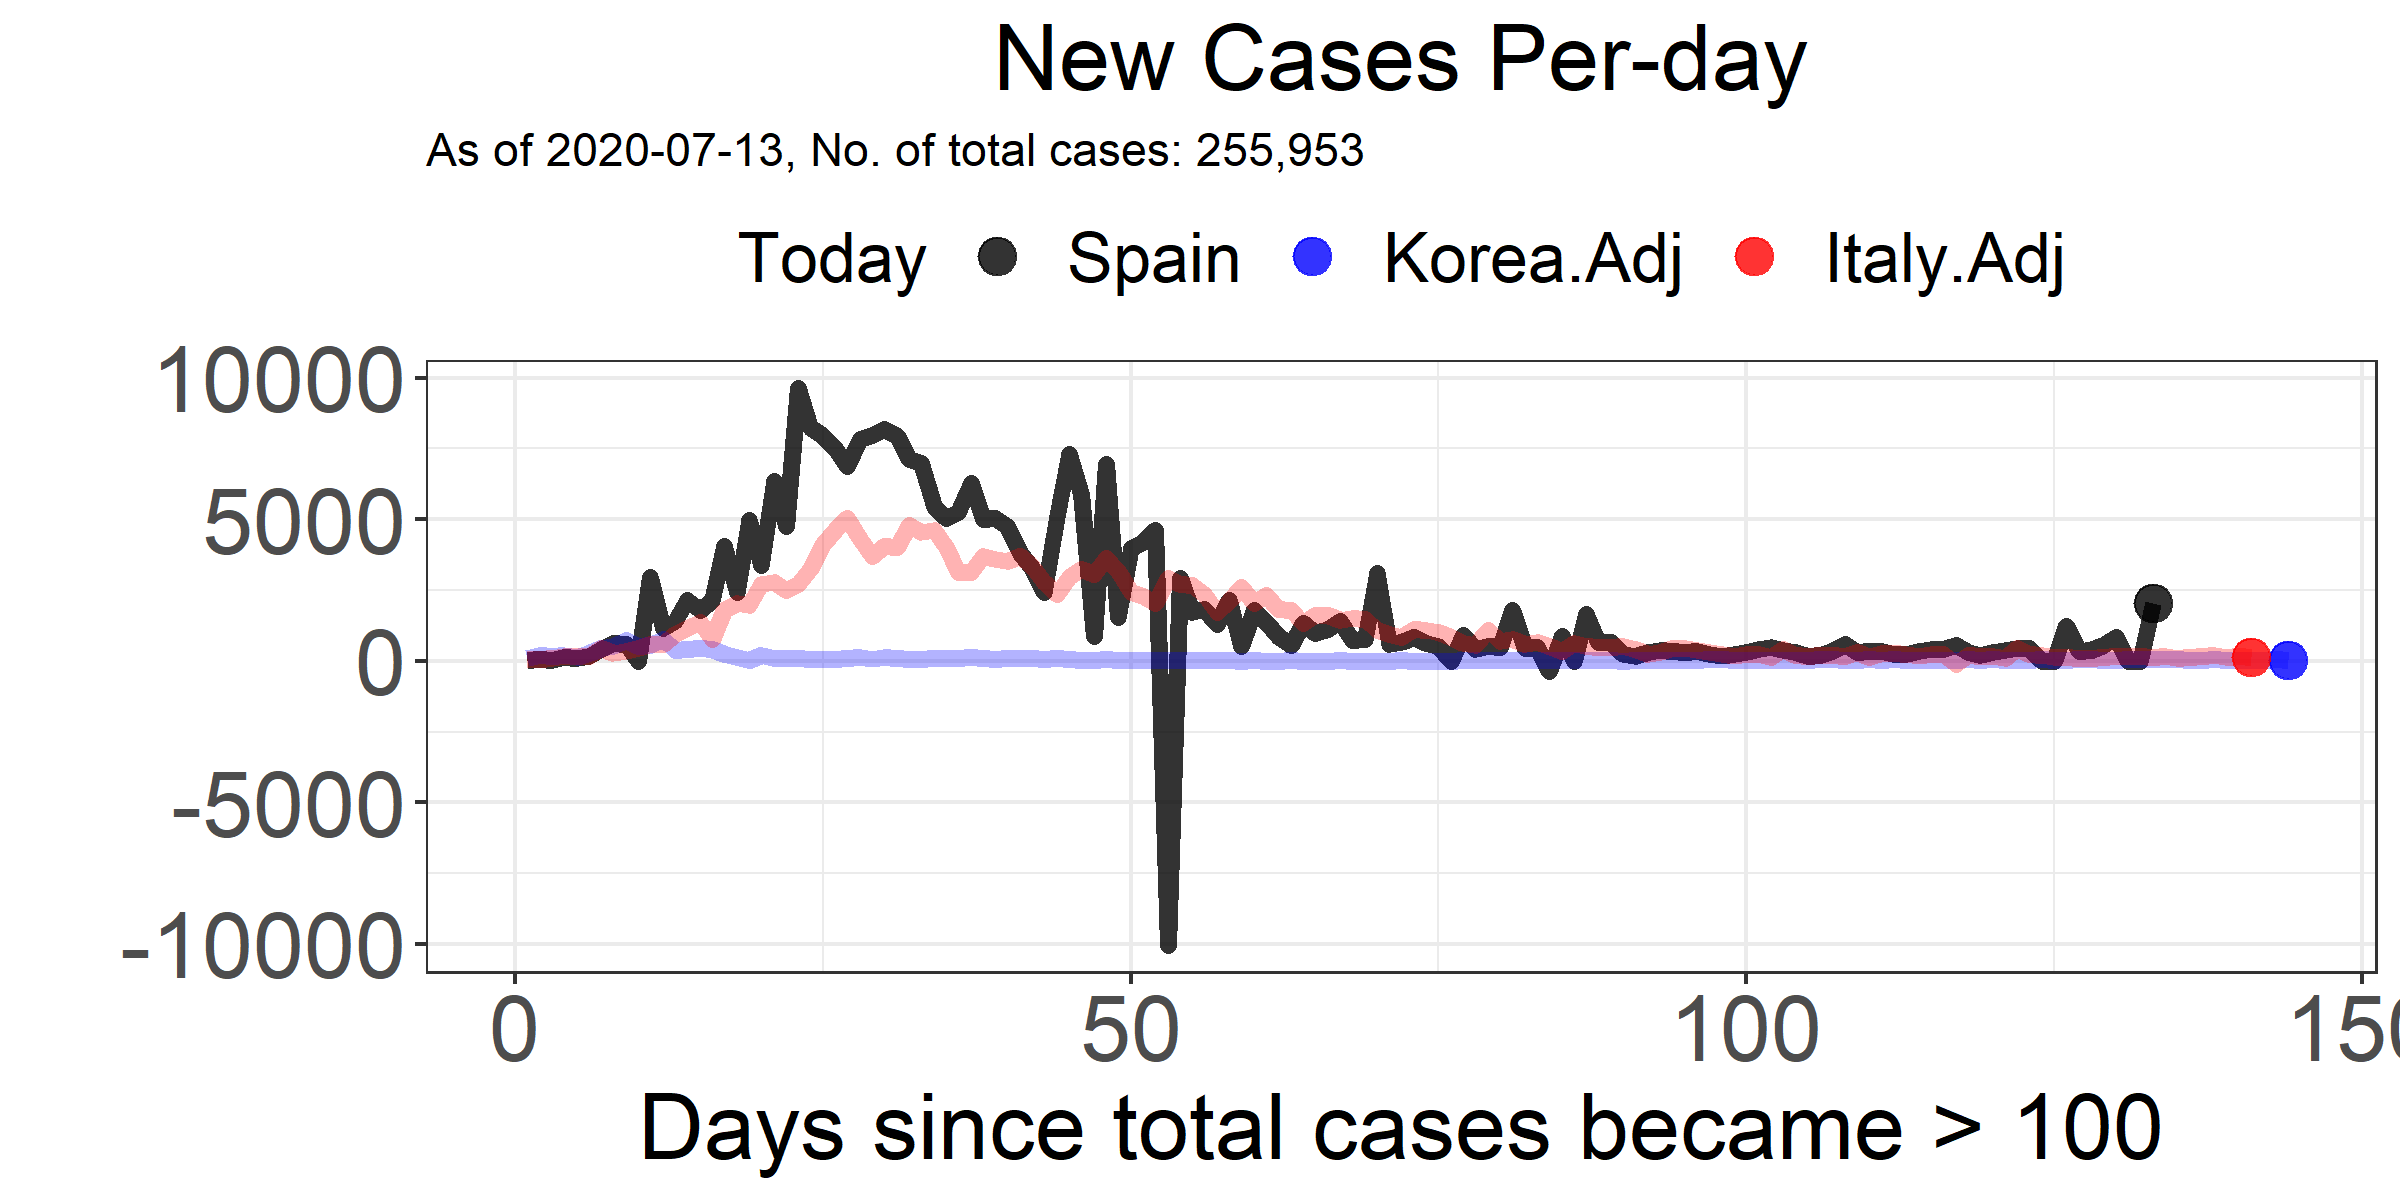 New Cases Per-day
As of 2020-07-13, No. of total cases: 255,953
Today Spain Korea.Adj Italy.Adj
10000
5000
0
-5000
-10000
0 50 100 150
Days since total cases became > 100